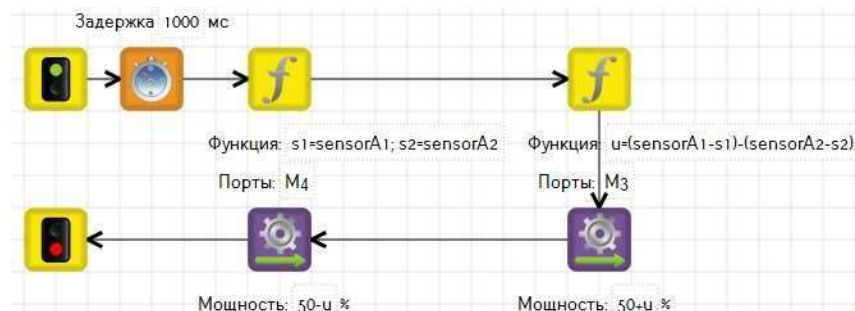 Задержка 1000 мс
Функция: s1=sensorA1; s2=sensorA2
Функция: u=(sensorA1-s1)-(sensorA2-s2)
Порты: M4
Порты: M3
Мощность: 50-u %
Мощность: 50+u %